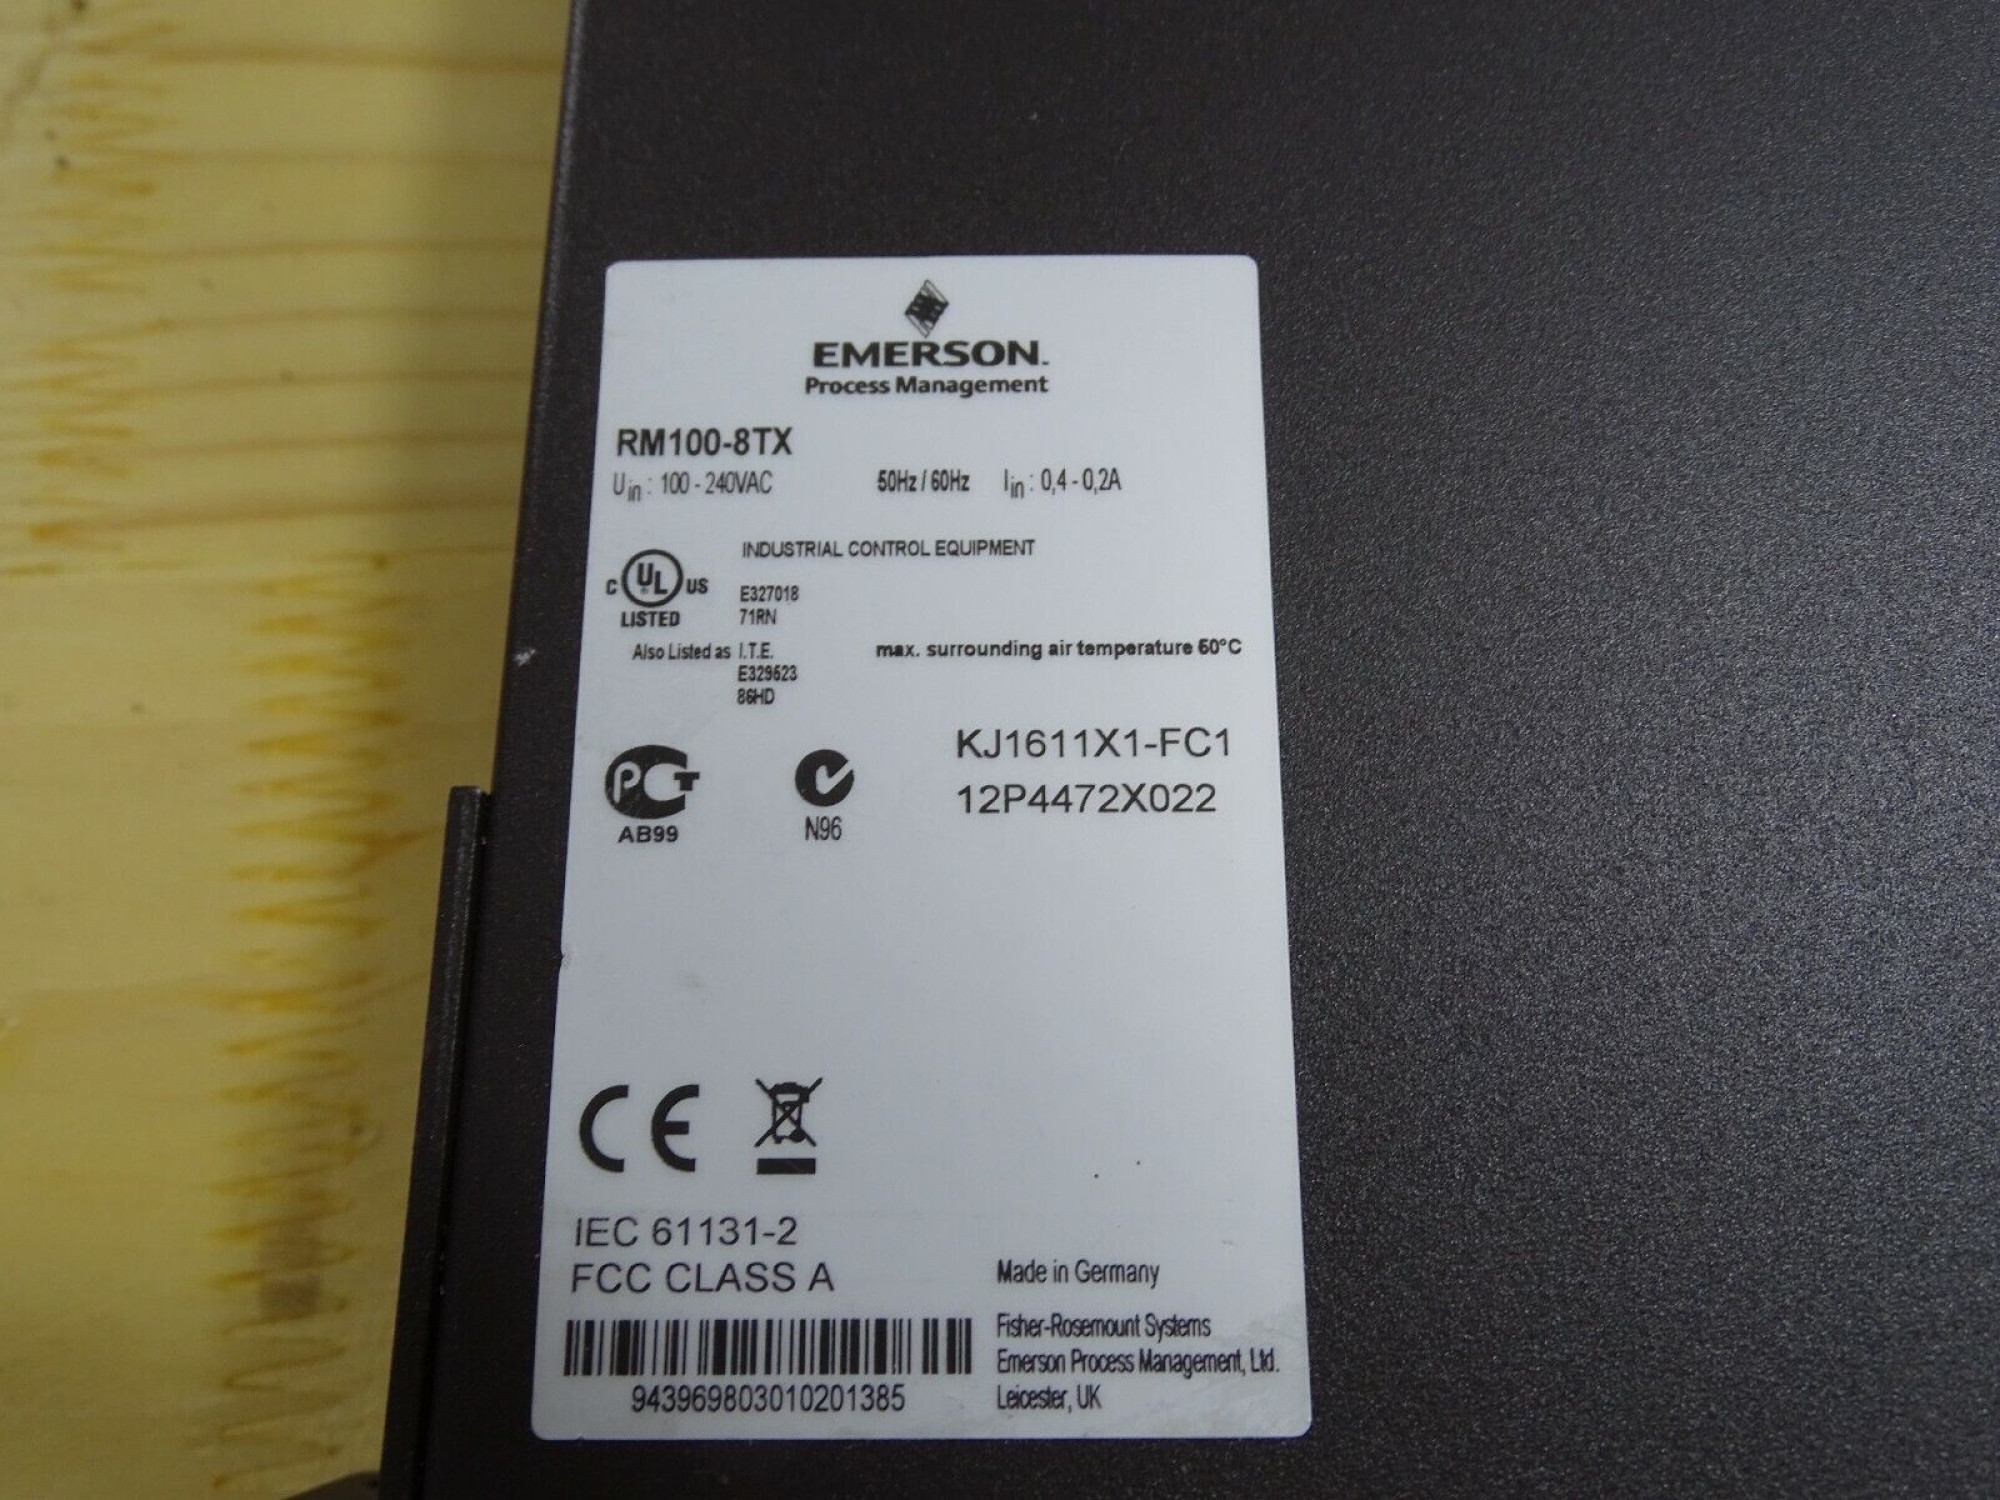 EMERSON.
Process Management
RM100-8TX
Uin : 100 - 240VAC 50Hz / 60Hz Iin : 0,4 - 0,2A
INDUSTRIAL CONTROL EQUIPMENT
C UL US
LISTED
E327018
71RN
Also Listed as I.T.E.
E329523
86HD
max. surrounding air temperature 60°C
KJ1611X1-FC1
12P4472X022
PCT
AB99
N96
CE
IEC 61131-2
FCC CLASS A
943969803010201385
Made in Germany
Fisher-Rosemount Systems
Emerson Process Management, Ltd.
Leicester, UK